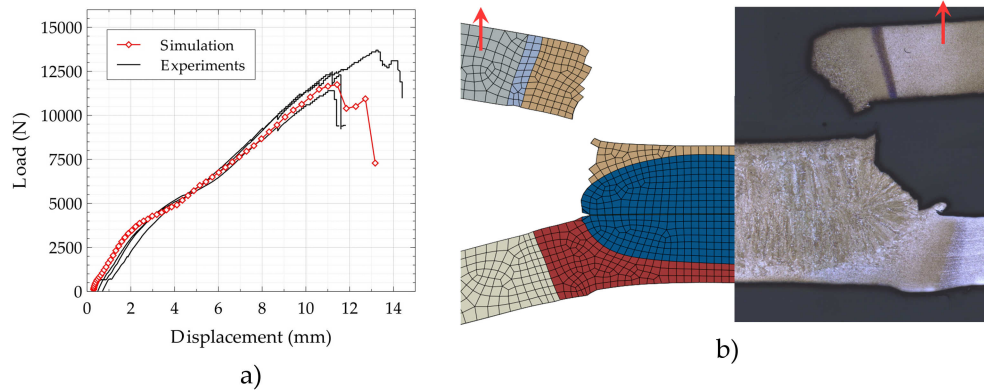 15000
12500
10000
7500
5000
2500
0
Load (N)
Simulation
Experiments
0 2 4 6 8 10 12 14
Displacement (mm)
a)
b)